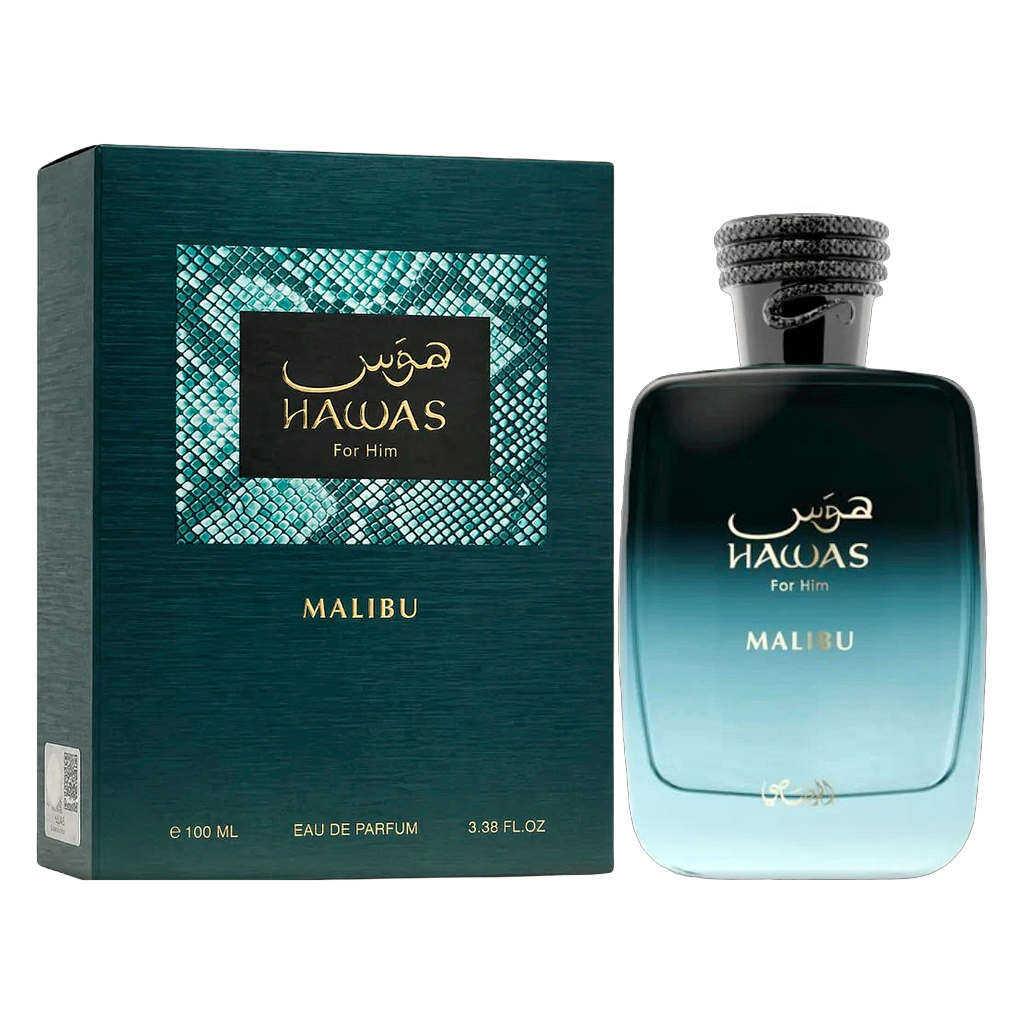 هوَس
HAWAS
For Him
MALIBU
e 100 ML
EAU DE PARFUM
3.38 FL.OZ
هوَس
HAWAS
For Him
MALIBU